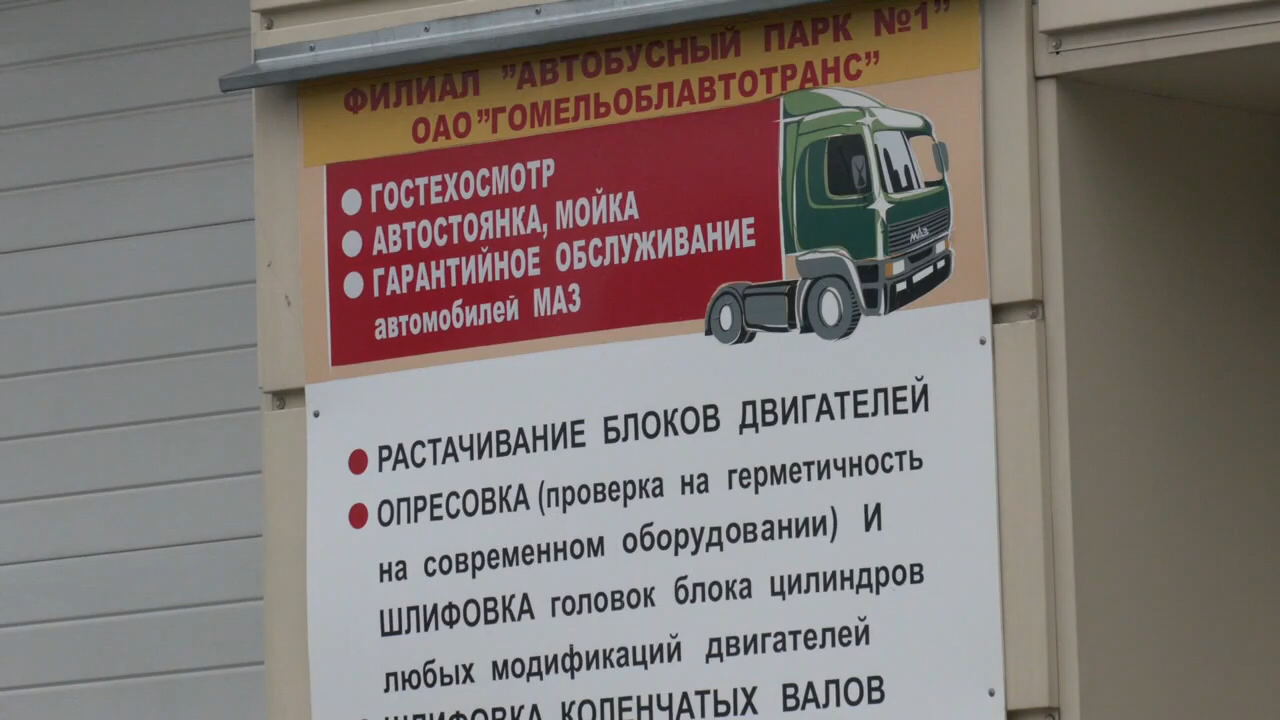 ФИЛИАЛ "АВТОБУСНЫЙ ПАРК №1"
ОАО "ГОМЕЛЬОБЛАВТОТРАНС"
ГОСТЕХОСМОТР
АВТОСТОЯНКА, МОЙКА
ГАРАНТИЙНОЕ ОБСЛУЖИВАНИЕ
автомобилей МАЗ
МАЗ
РАСТАЧИВАНИЕ БЛОКОВ ДВИГАТЕЛЕЙ
ОПРЕСОВКА (проверка на герметичность
на современном оборудовании) И
ШЛИФОВКА головок блока цилиндров
любых модификаций двигателей
ШЛИФОВКА КОЛЕНЧАТЫХ ВАЛОВ